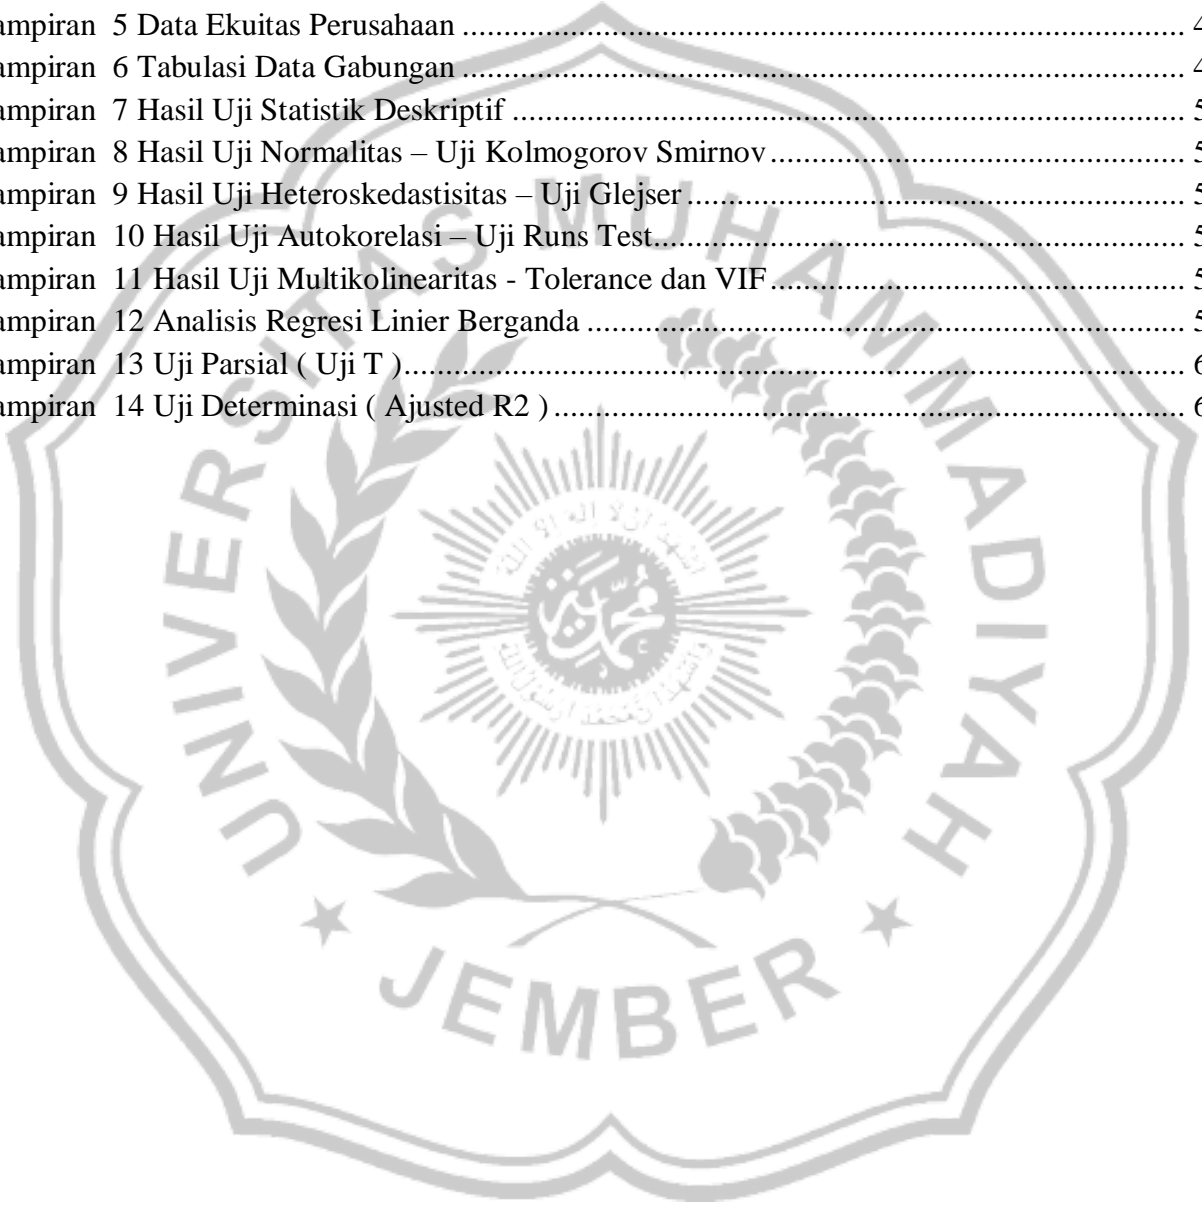 ampiran 5 Data Ekuitas Perusahaan ........................................................................................... 4
ampiran 6 Tabulasi Data Gabungan ........................................................................................... 4
ampiran 7 Hasil Uji Statistik Deskriptif ..................................................................................... 5
ampiran 8 Hasil Uji Normalitas – Uji Kolmogorov Smirnov .................................................... 5
ampiran 9 Hasil Uji Heteroskedastisitas – Uji Glejser .............................................................. 5
ampiran 10 Hasil Uji Autokorelasi – Uji Runs Test................................................................... 5
ampiran 11 Hasil Uji Multikolinearitas - Tolerance dan VIF .................................................... 5
ampiran 12 Analisis Regresi Linier Berganda ............................................................................ 5
ampiran 13 Uji Parsial ( Uji T ).................................................................................................. 6
ampiran 14 Uji Determinasi ( Ajusted R2 ) ............................................................................... 6
UNIVERSITAS MUHAMMADIYAH
JEMBER